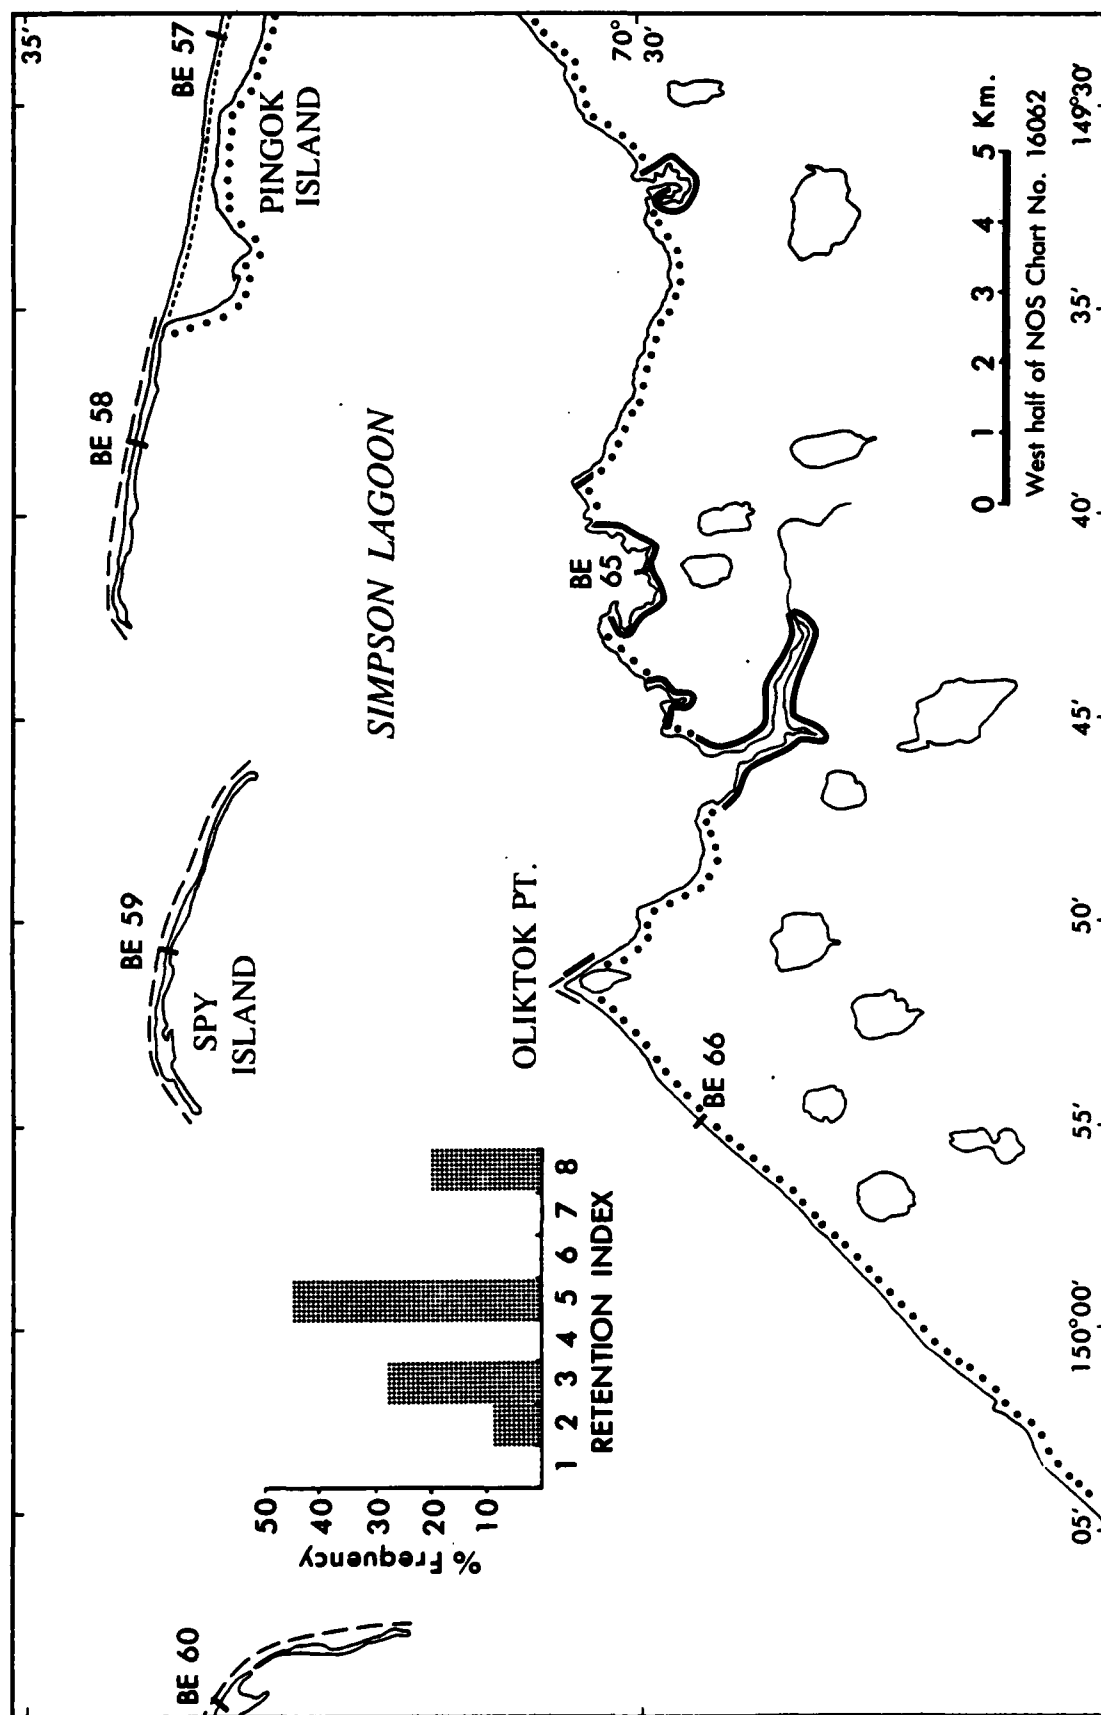 35'
BE 57
PINGOK
ISLAND
BE 58
SIMPSON LAGOON
BE 59
SPY
ISLAND
BE 60
70°
30'
BE
65
OLIKTOK PT.
BE 66
% Frequency
50
40
30
20
10
1 2 3 4 5 6 7 8
RETENTION INDEX
0 1 2 3 4 5 Km.
West half of NOS Chart No. 16062
05' 150°00' 55' 50' 45' 40' 35' 149°30'